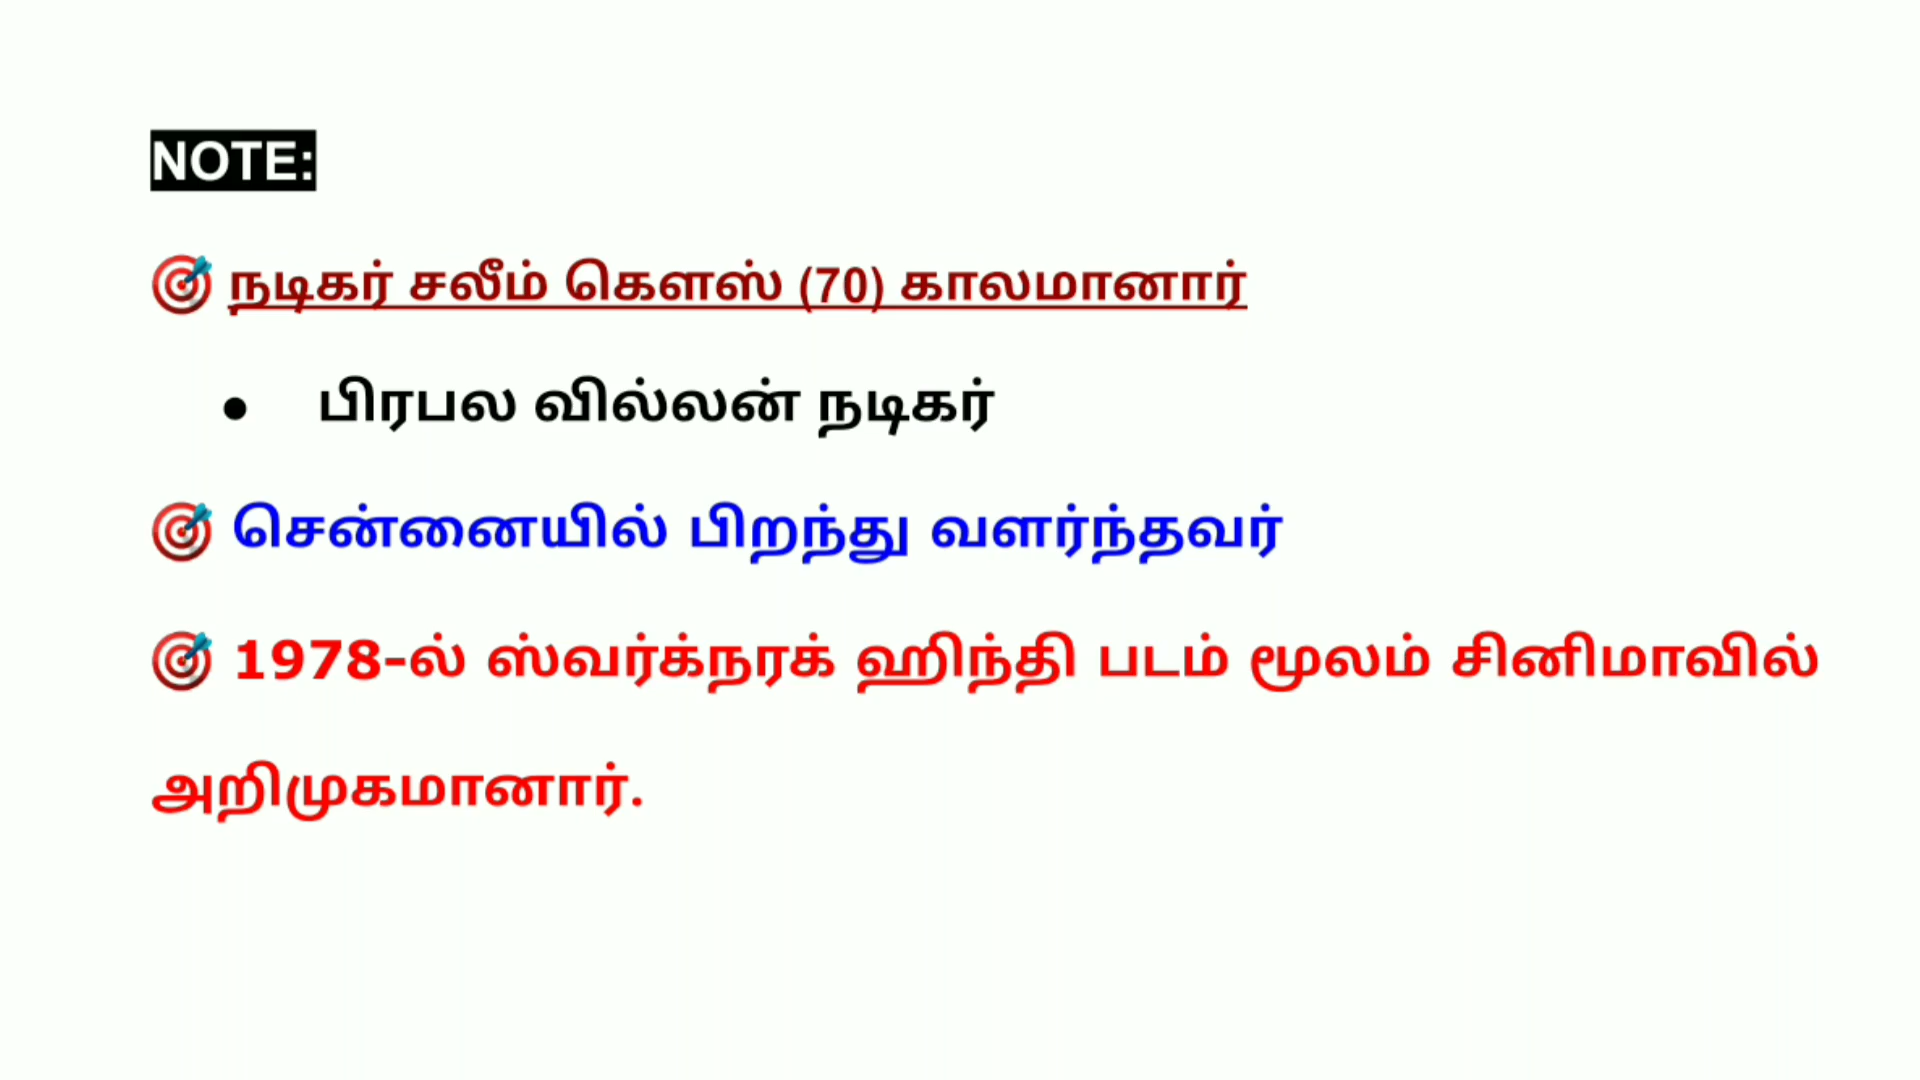 NOTE:
🎯 நடிகர் சலீம் கௌஸ் (70) காலமானார்
● பிரபல வில்லன் நடிகர்
🎯 சென்னையில் பிறந்து வளர்ந்தவர்
🎯 1978-ல் ஸ்வர்க்நரக் ஹிந்தி படம் மூலம் சினிமாவில்
அறிமுகமானார்.